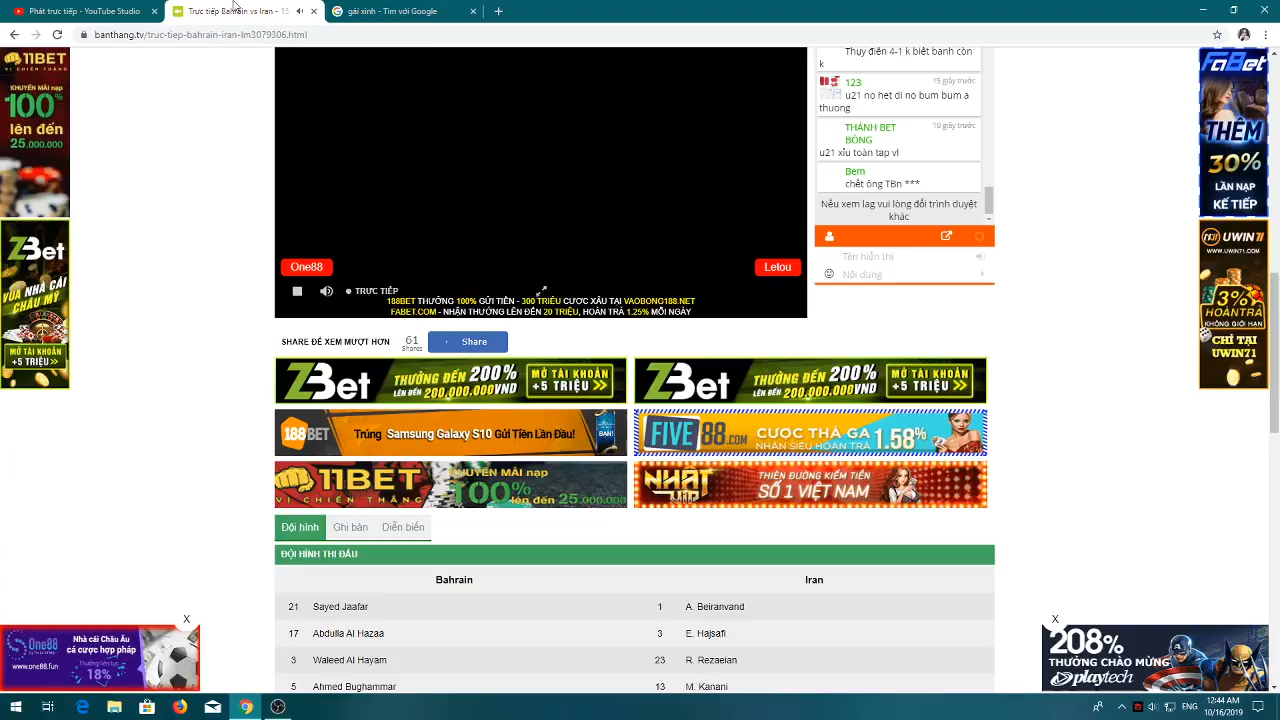 Phát trực tiếp - YouTube Studio
Trực tiếp Bahrain vs Iran - 15
gái xinh - Tìm với Google
banthang.tv/truc-tiep-bahrain-iran-lm3079306.html
11BET
VỊ CHIẾN THẮNG
KHUYẾN MÃI nạp
100%
lên đến
25.000.000
ZBet
VUA NHÀ CÁI
CHÂU MỸ
MỞ TÀI KHOẢN
+5 TRIỆU >>
One88
Lelou
TRỰC TIẾP
188BET THƯỞNG 100% GỬI TIỀN - 300 TRIỆU CƯỢC XÂU TẠI VAOBONG188.NET
FABET.COM - NHẬN THƯỞNG LÊN ĐẾN 20 TRIỆU, HOÀN TRẢ 1.25% MỖI NGÀY
Thụy điển 4-1 k biết banh còn
k
123
15 giây trước
u21 no het di no bum bum a
thuong
THÁNH BET
BÓNG
10 giây trước
u21 xỉu toàn tạp vl
Bem
chết ông TBn ***
Nếu xem lag vui lòng đổi trình duyệt
khác
Tên hiển thị
Nội dung
FaBet
THÊM
30%
LẦN NẠP
KẾ TIẾP
UWIN71
WWW.UWIN71.COM
3%
HOÀN TRẢ
KHÔNG GIỚI HẠN
CHỈ TẠI
UWIN71
SHARE ĐỂ XEM MƯỢT HƠN
61
Shares
Share
ZBet THƯỞNG ĐẾN 200%
LÊN ĐẾN 200.000.000VND
MỞ TÀI KHOẢN
+5 TRIỆU >>
ZBet THƯỞNG ĐẾN 200%
LÊN ĐẾN 200.000.000VND
MỞ TÀI KHOẢN
+5 TRIỆU >>
188BET Trúng Samsung Galaxy S10 Gửi Tiền Lần Đầu!
FIVE88.COM
CƯỢC THẢ GA
NHẬN SIÊU HOÀN TRẢ 1.58%
11BET
VỊ CHIẾN THẮNG
KHUYẾN MÃI nạp
100% lên đến 25.000.000
NHẤT VIP
THIÊN ĐƯỜNG KIẾM TIỀN
SỐ 1 VIỆT NAM
Đội hình
Ghi bàn
Diễn biến
ĐỘI HÌNH THI ĐẤU
Bahrain
Iran
21 Sayed Jaafar
1 A. Beiranvand
17 Abdulla Al Hazaa
3 E. Hajsafi
3 Waleed Al Hayam
23 R. Rezaeian
5 Ahmed Bughammar
13 M. Kanani
X
One88
www.one88.fun
Nhà cái Châu Âu
cá cược hợp pháp
Thưởng lên tới
18%
X
208%
THƯỞNG CHÀO MỪNG
playtech
ENG
12:44 AM
10/16/2019